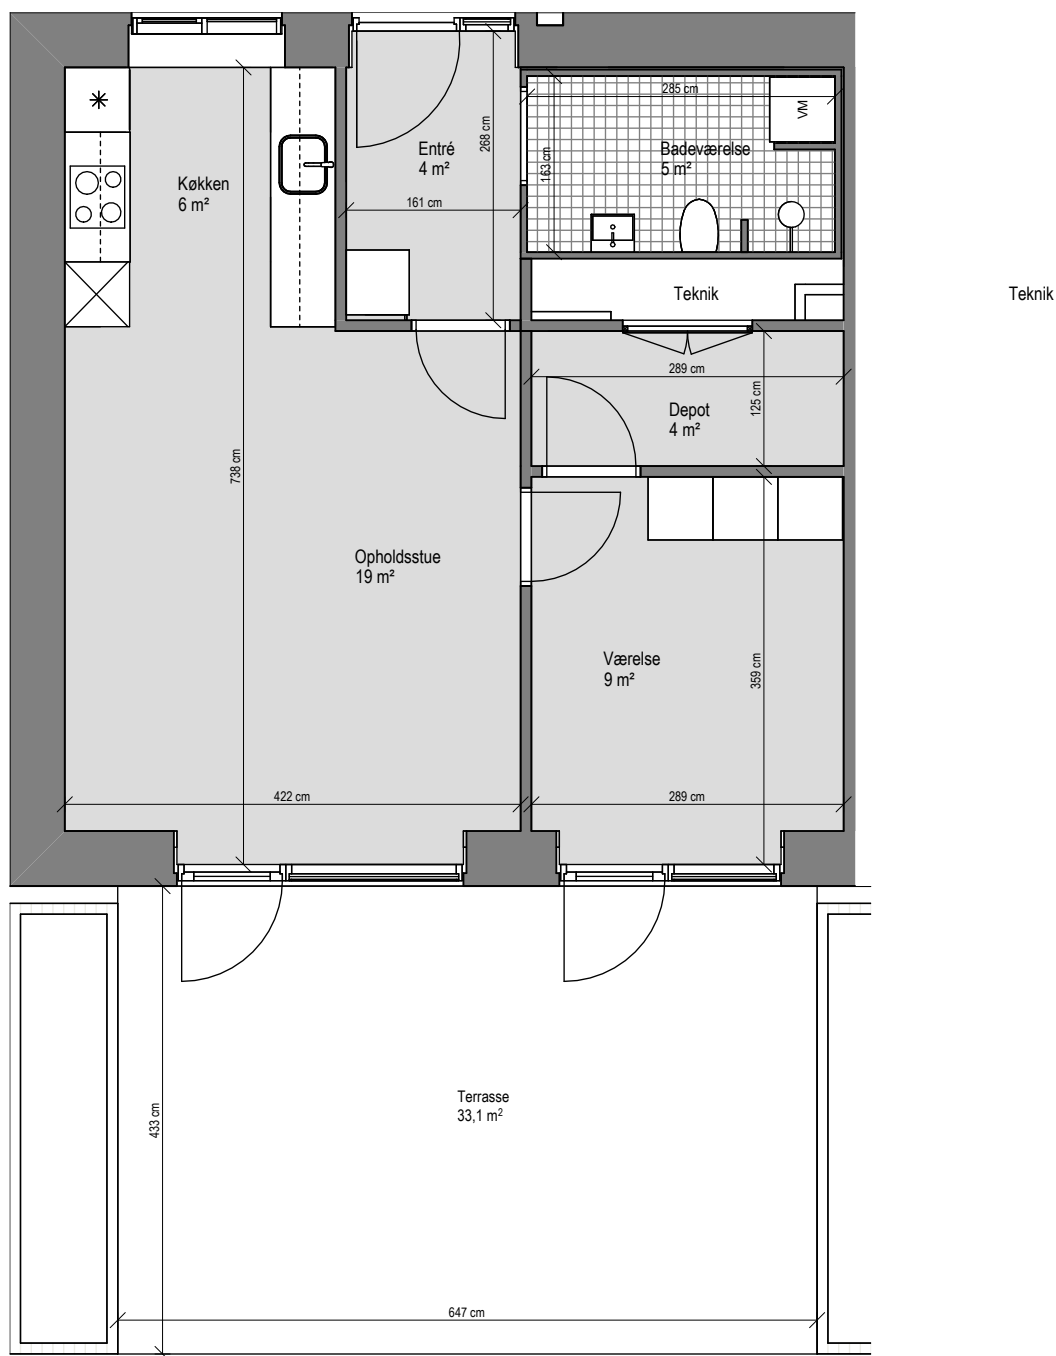 285 cm
VM
268 cm
Entré
4 m²
Badeværelse
5 m²
163 cm
Køkken
6 m²
161 cm
Teknik
Teknik
289 cm
125 cm
Depot
4 m²
738 cm
Opholdsstue
19 m²
Værelse
9 m²
359 cm
422 cm
289 cm
Terrasse
33,1 m²
433 cm
647 cm